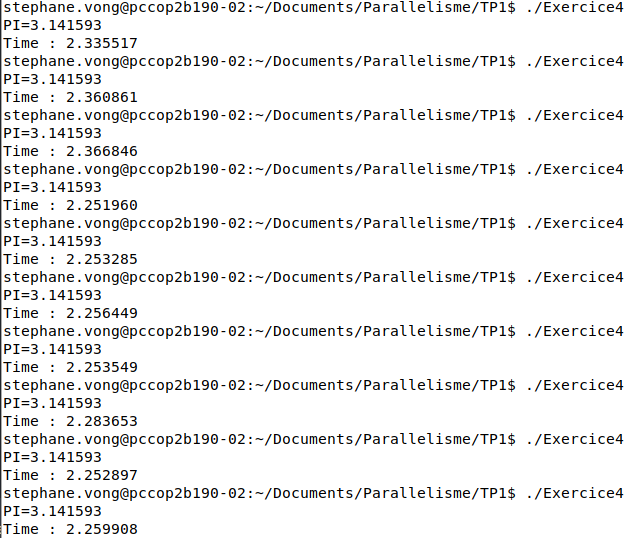 stephane.vong@pccop2b190-02:~/Documents/Parallelisme/TP1$ ./Exercice4
PI=3.141593
Time : 2.335517
stephane.vong@pccop2b190-02:~/Documents/Parallelisme/TP1$ ./Exercice4
PI=3.141593
Time : 2.360861
stephane.vong@pccop2b190-02:~/Documents/Parallelisme/TP1$ ./Exercice4
PI=3.141593
Time : 2.366846
stephane.vong@pccop2b190-02:~/Documents/Parallelisme/TP1$ ./Exercice4
PI=3.141593
Time : 2.251960
stephane.vong@pccop2b190-02:~/Documents/Parallelisme/TP1$ ./Exercice4
PI=3.141593
Time : 2.253285
stephane.vong@pccop2b190-02:~/Documents/Parallelisme/TP1$ ./Exercice4
PI=3.141593
Time : 2.256449
stephane.vong@pccop2b190-02:~/Documents/Parallelisme/TP1$ ./Exercice4
PI=3.141593
Time : 2.253549
stephane.vong@pccop2b190-02:~/Documents/Parallelisme/TP1$ ./Exercice4
PI=3.141593
Time : 2.283653
stephane.vong@pccop2b190-02:~/Documents/Parallelisme/TP1$ ./Exercice4
PI=3.141593
Time : 2.252897
stephane.vong@pccop2b190-02:~/Documents/Parallelisme/TP1$ ./Exercice4
PI=3.141593
Time : 2.259908